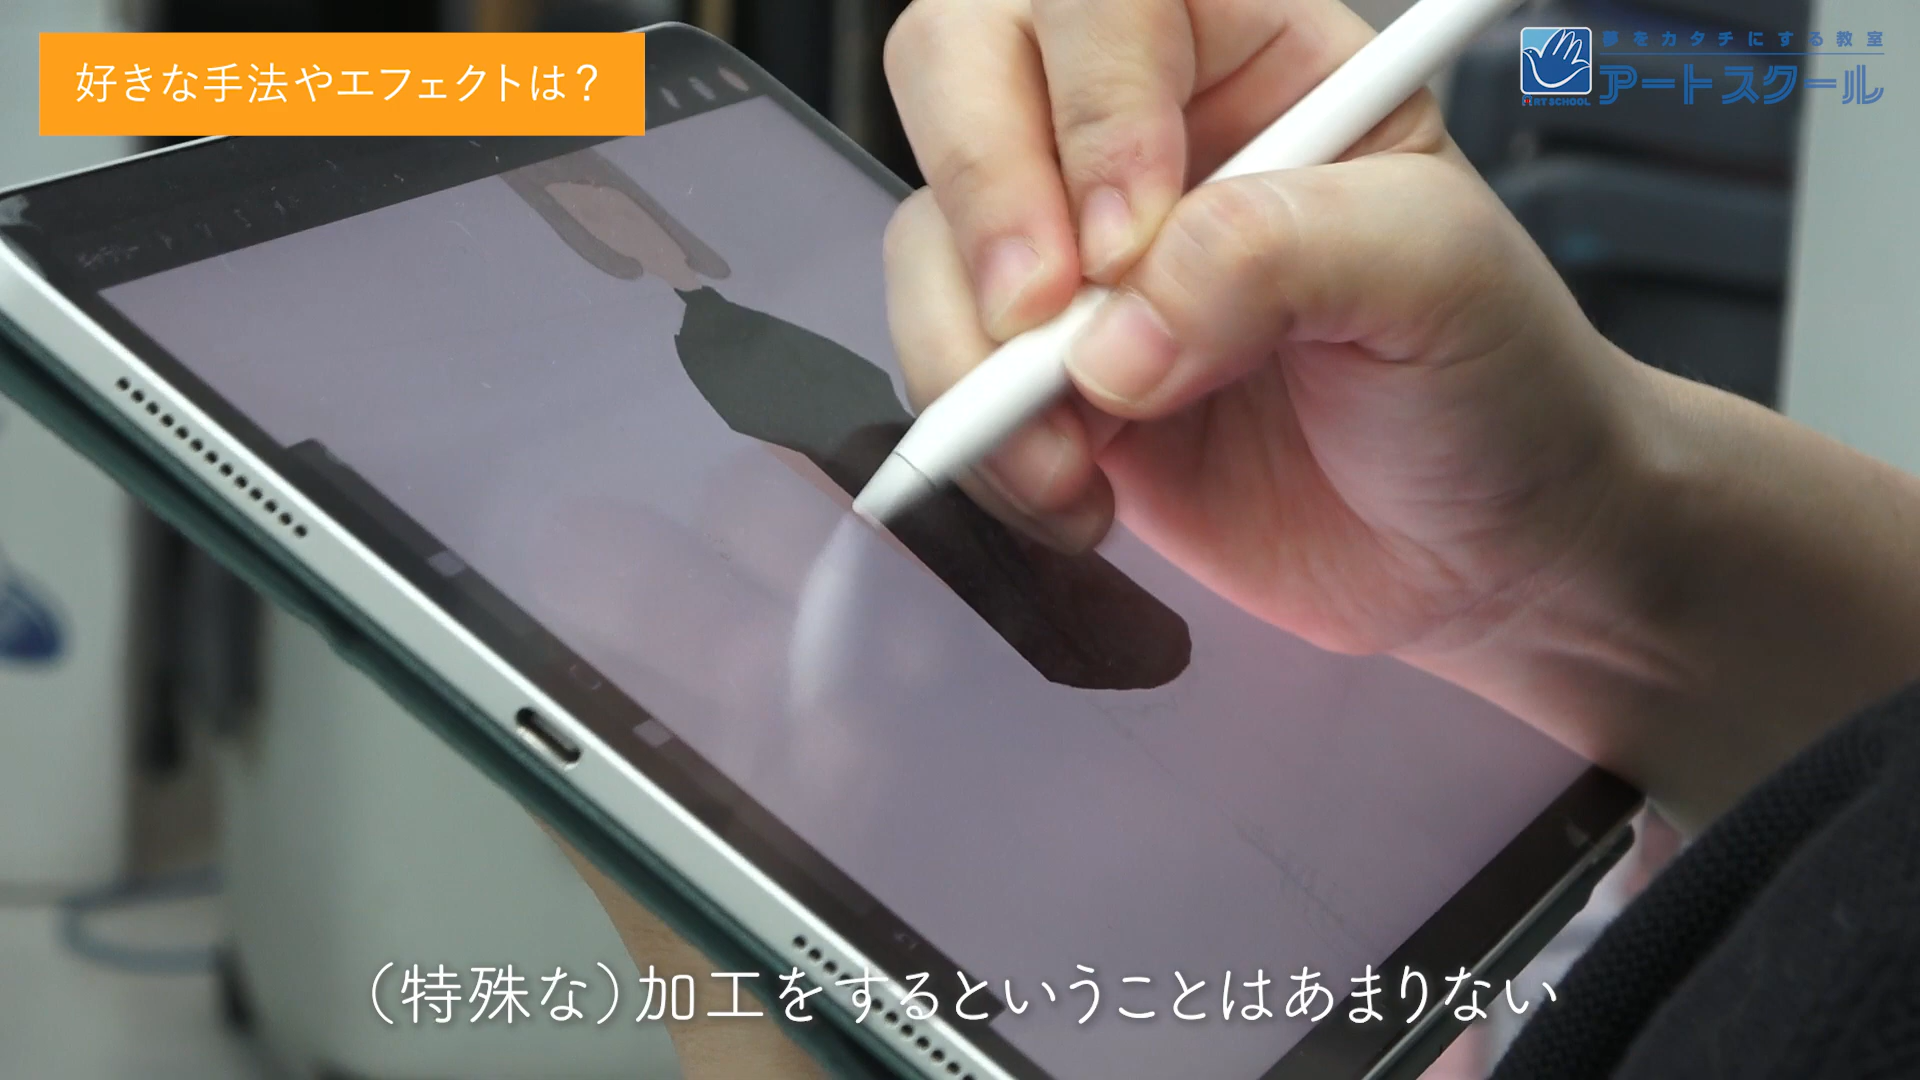 好きな手法やエフェクトは？
夢をカタチにする教室
アートスクール
ART SCHOOL
（特殊な）加工をするということはあまりない